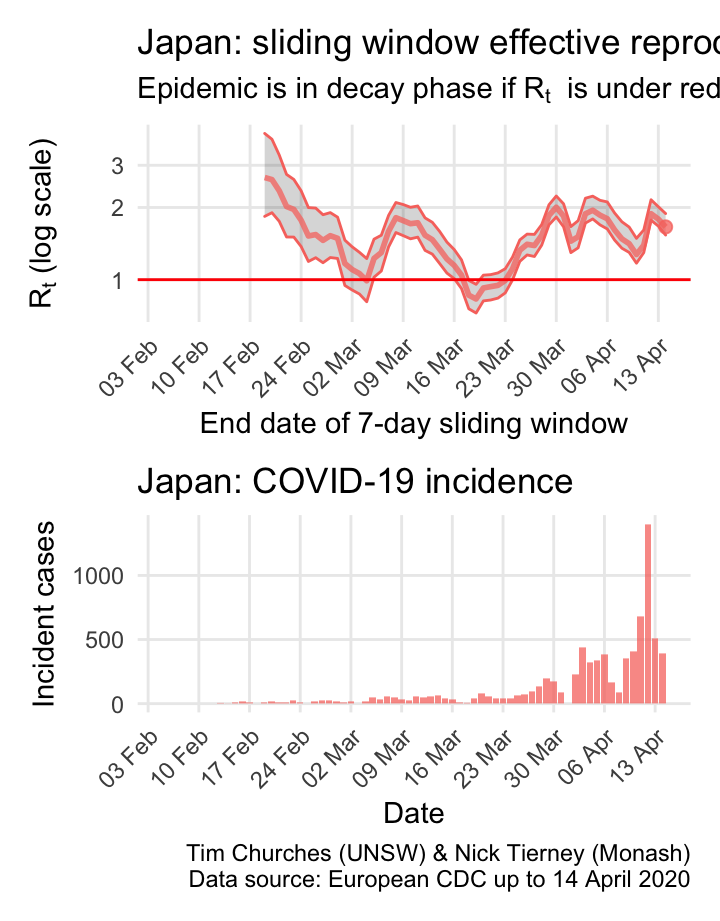 Japan: sliding window effective reproc
Epidemic is in decay phase if Rt is under red
Rt (log scale)
3
2
1
03 Feb
10 Feb
17 Feb
24 Feb
02 Mar
09 Mar
16 Mar
23 Mar
30 Mar
06 Apr
13 Apr
End date of 7-day sliding window
Japan: COVID-19 incidence
Incident cases
1000
500
0
03 Feb
10 Feb
17 Feb
24 Feb
02 Mar
09 Mar
16 Mar
23 Mar
30 Mar
06 Apr
13 Apr
Date
Tim Churches (UNSW) & Nick Tierney (Monash)
Data source: European CDC up to 14 April 2020